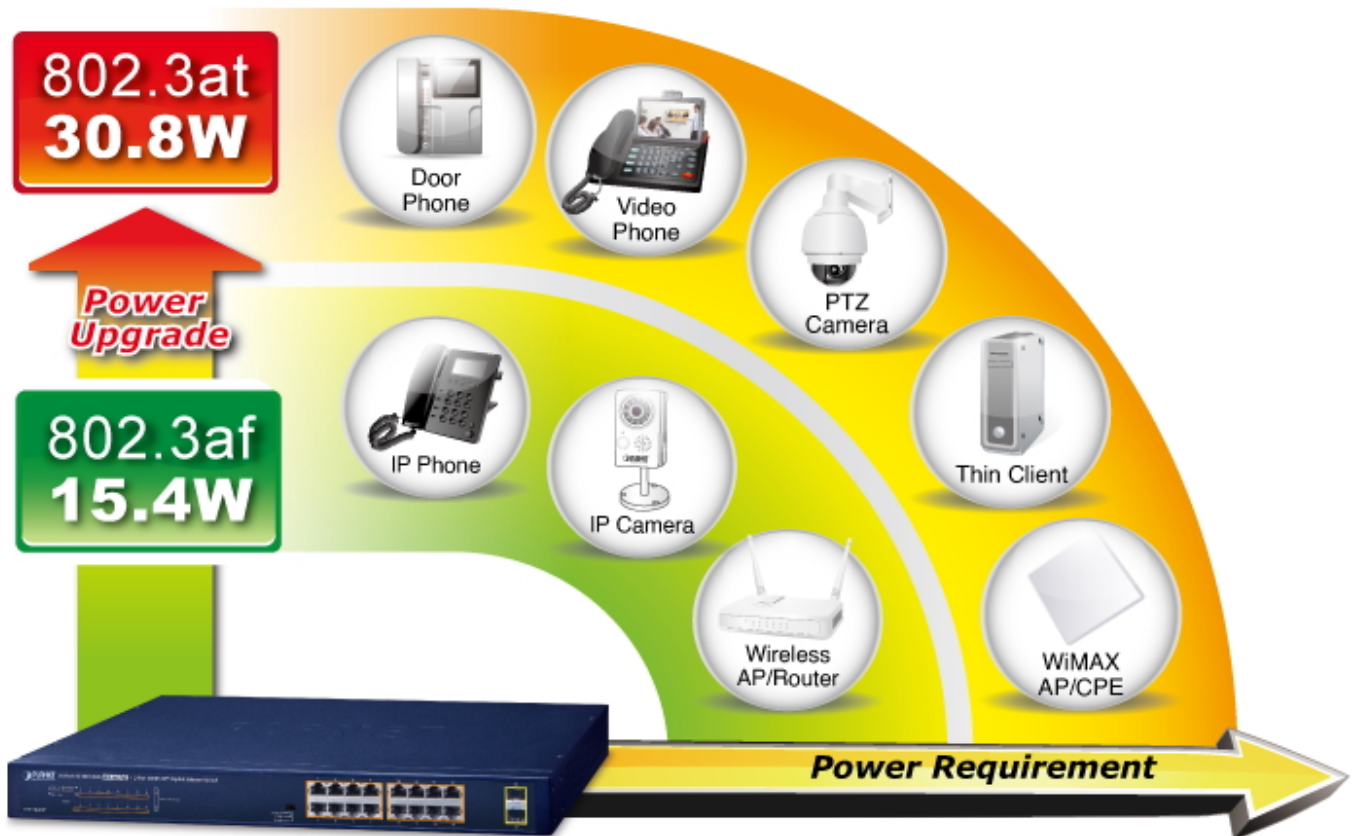 802.3at
30.8W
Power
Upgrade
802.3af
15.4W
Door
Phone
Video
Phone
PTZ
Camera
Thin Client
WiMAX
AP/CPE
IP Phone
IP Camera
Wireless
AP/Router
Power Requirement
PLANET